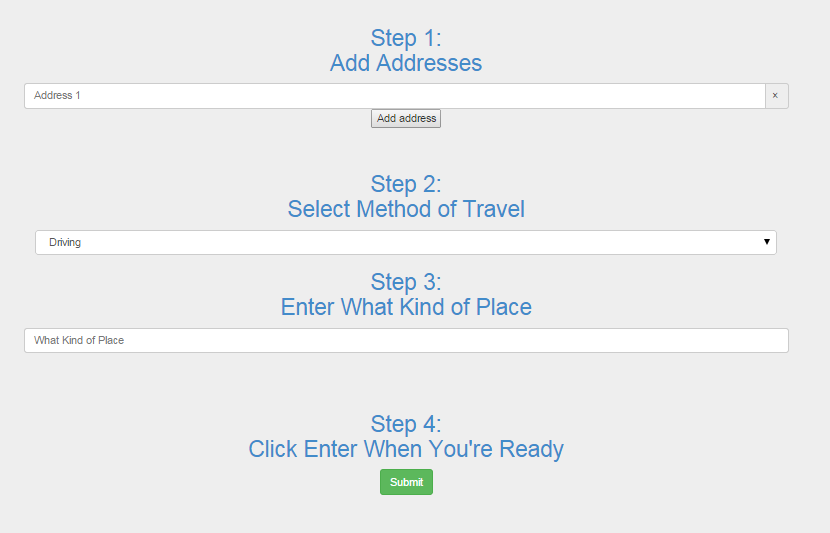 Step 1:
Add Addresses
Address 1 ×
Add address
Step 2:
Select Method of Travel
Driving
Step 3:
Enter What Kind of Place
What Kind of Place
Step 4:
Click Enter When You're Ready
Submit